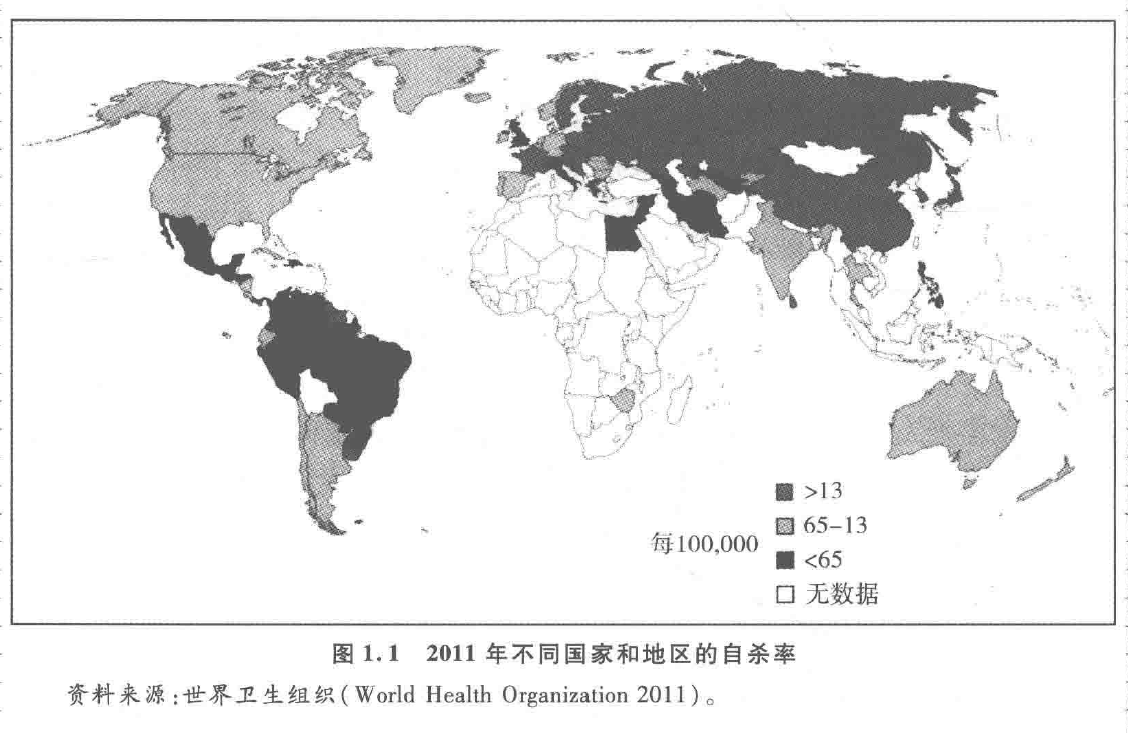 >13
65-13
每100,000
<65
无数据
图 1.1 2011 年不同国家和地区的自杀率
资料来源:世界卫生组织(World Health Organization 2011)。